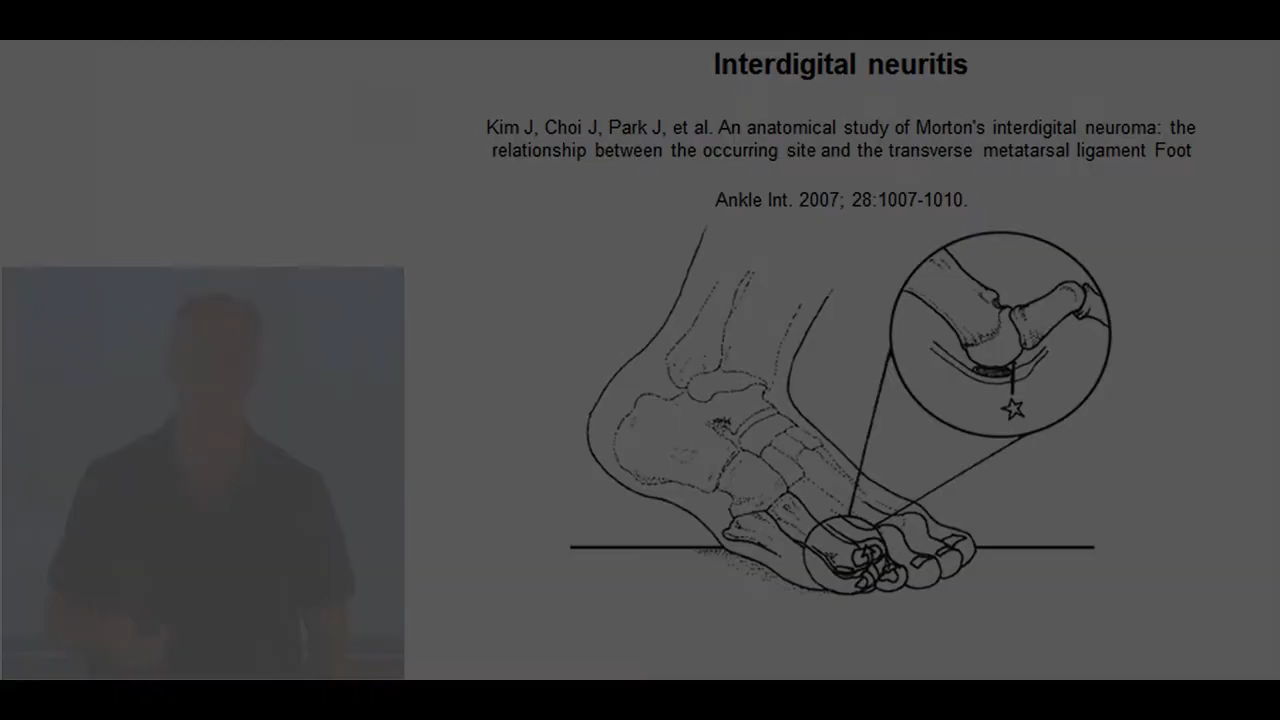 Interdigital neuritis
Kim J, Choi J, Park J, et al. An anatomical study of Morton's interdigital neuroma: the
relationship between the occurring site and the transverse metatarsal ligament Foot
Ankle Int. 2007; 28:1007-1010.